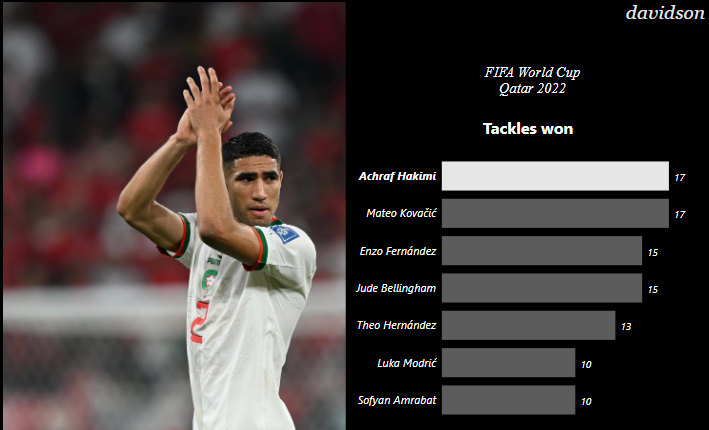 davidson
FIFA World Cup
Qatar 2022
Tackles won
Achraf Hakimi 17
Mateo Kovačić 17
Enzo Fernández 15
Jude Bellingham 15
Theo Hernández 13
Luka Modrić 10
Sofyan Amrabat 10
2